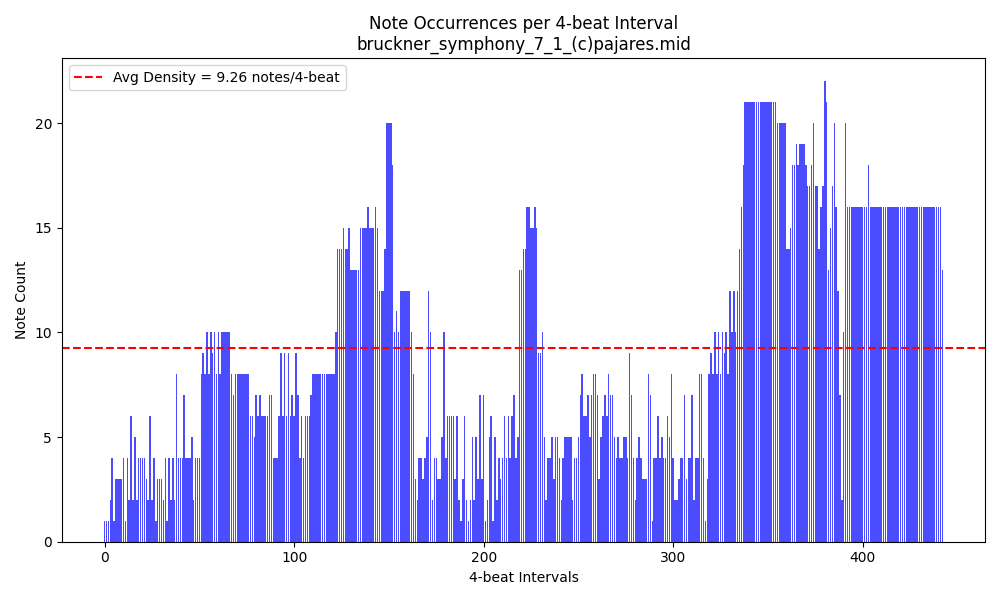 Note Occurrences per 4-beat Interval
bruckner_symphony_7_1_(c)pajares.mid
Avg Density = 9.26 notes/4-beat
Note Count
20
15
10
5
0
0 100 200 300 400
4-beat Intervals